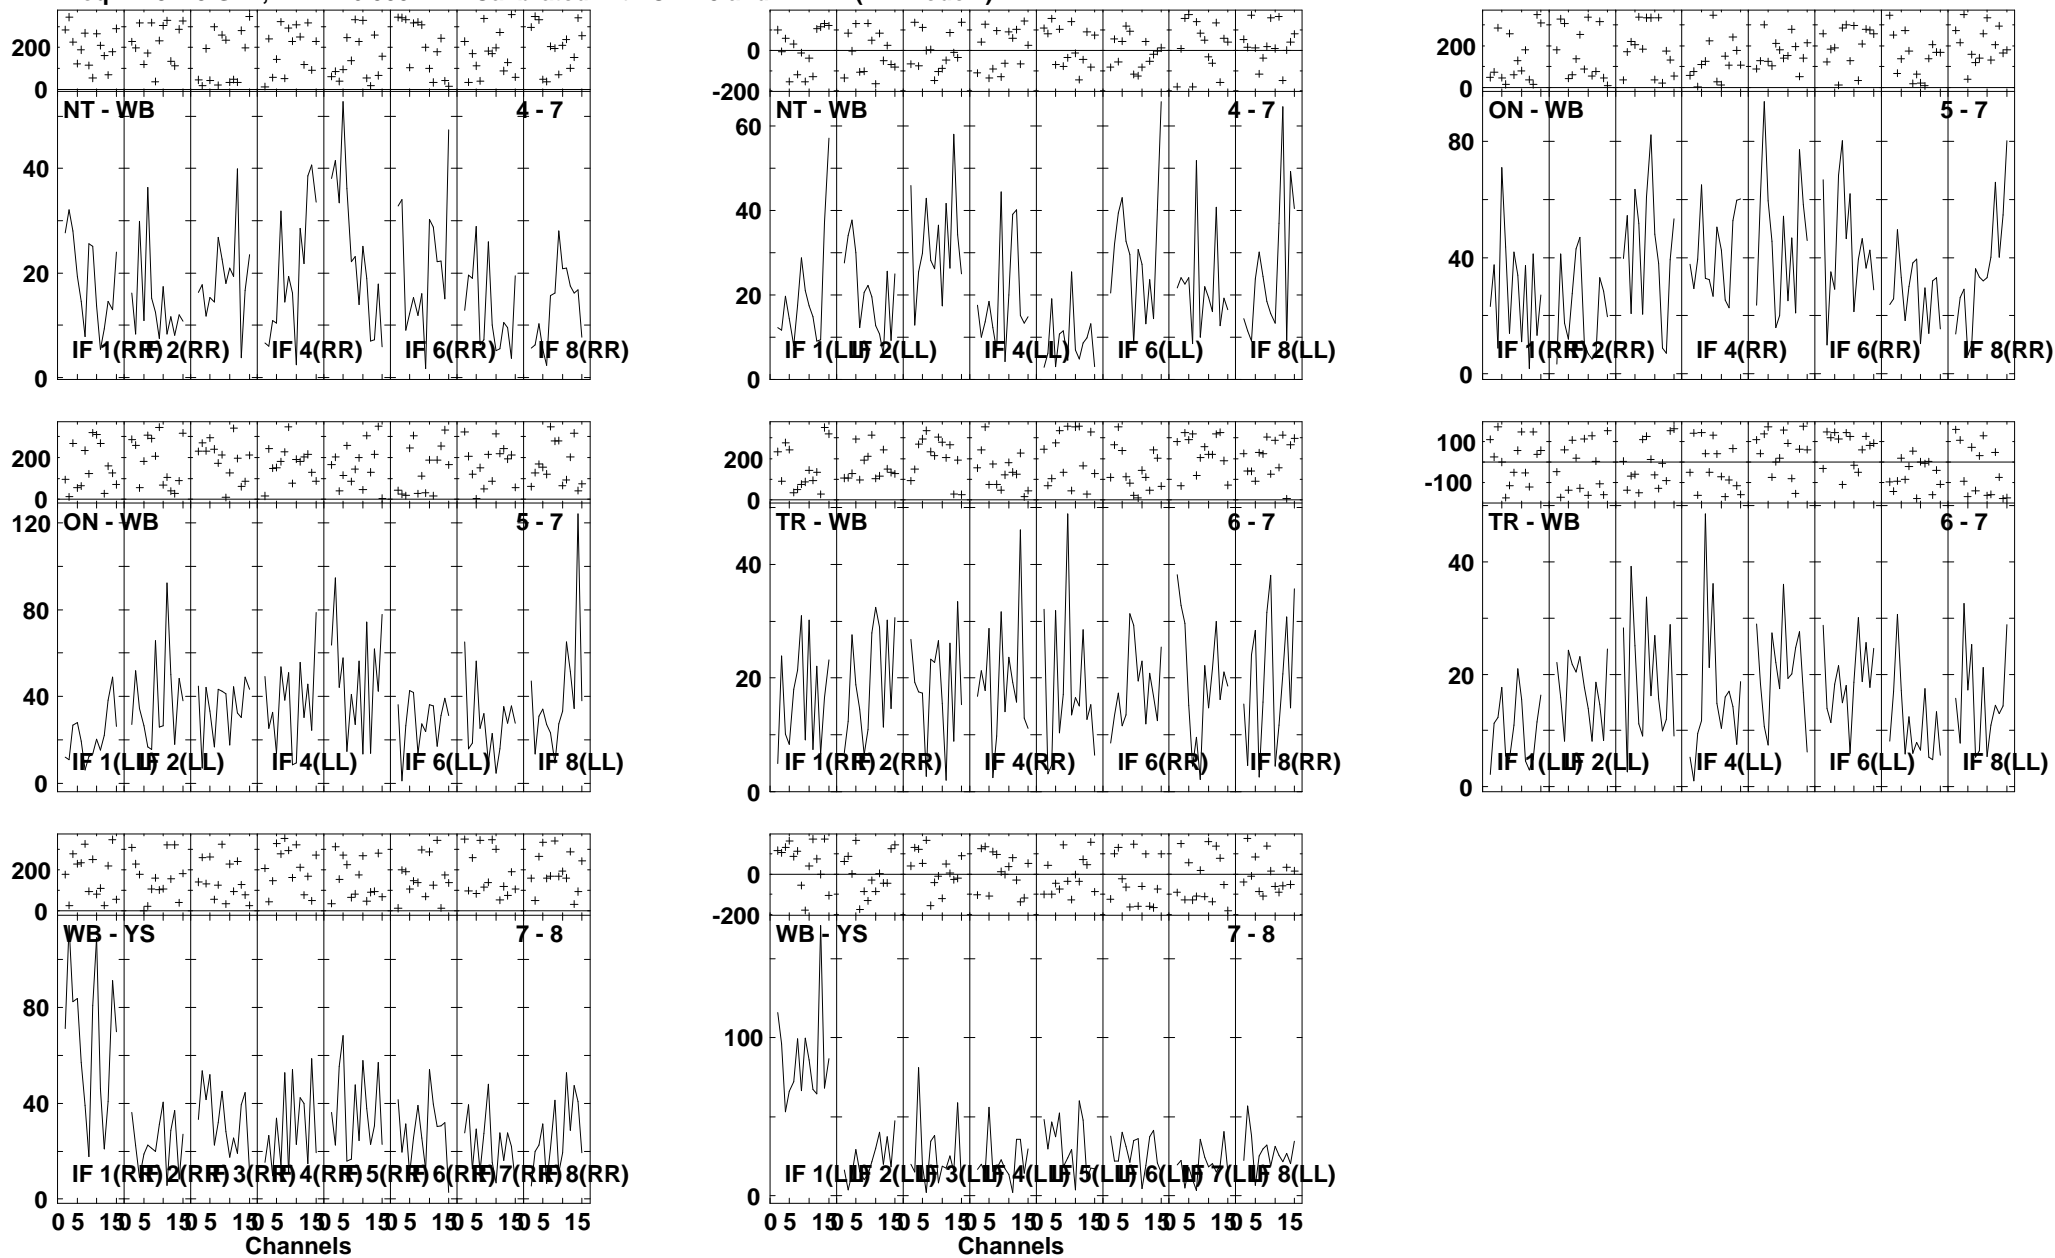 200
0
NT - WB 4 - 7
40
20
0
IF 1(RR) IF 2(RR) IF 4(RR) IF 6(RR) IF 8(RR)
0
-200
NT - WB 4 - 7
60
40
20
0
IF 1(LL) IF 2(LL) IF 4(LL) IF 6(LL) IF 8(LL)
200
0
ON - WB 5 - 7
80
40
0
IF 1(RR) IF 2(RR) IF 4(RR) IF 6(RR) IF 8(RR)
200
0
ON - WB 5 - 7
120
80
40
0
IF 1(LL) IF 2(LL) IF 4(LL) IF 6(LL) IF 8(LL)
200
0
TR - WB 6 - 7
40
20
0
IF 1(RR) IF 2(RR) IF 4(RR) IF 6(RR) IF 8(RR)
100
-100
TR - WB 6 - 7
40
20
0
IF 1(LL) IF 2(LL) IF 4(LL) IF 6(LL) IF 8(LL)
200
0
WB - YS 7 - 8
80
40
0
IF 1(RR) IF 2(RR) IF 3(RR) IF 4(RR) IF 5(RR) IF 6(RR) IF 7(RR) IF 8(RR)
0 5 15 0 5 15 0 5 15 0 5 15 0 5 15 0 5 15 0 5 15 0 5 15
Channels
0
-200
WB - YS 7 - 8
100
0
IF 1(LL) IF 2(LL) IF 3(LL) IF 4(LL) IF 5(LL) IF 6(LL) IF 7(LL) IF 8(LL)
0 5 15 0 5 15 0 5 15 0 5 15 0 5 15 0 5 15 0 5 15 0 5 15
Channels